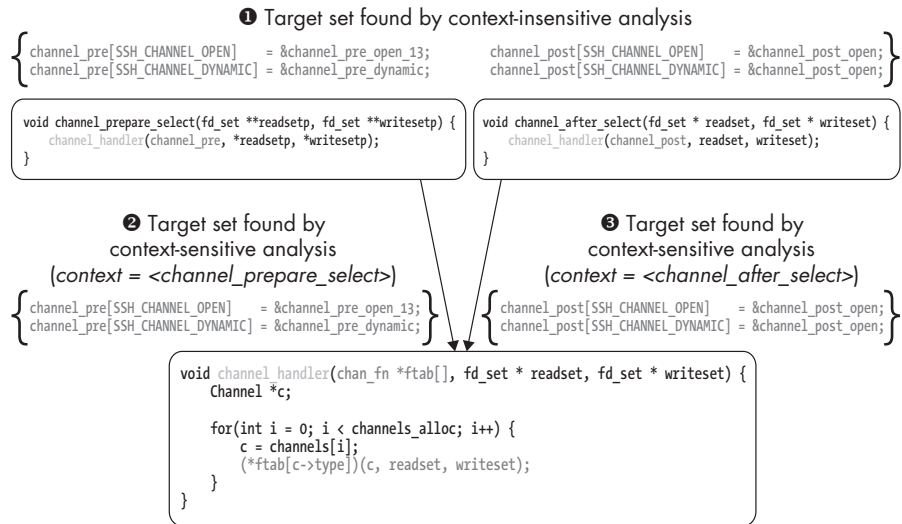 ❶ Target set found by context-insensitive analysis
{ channel_pre[SSH_CHANNEL_OPEN]    = &channel_pre_open_13;    channel_post[SSH_CHANNEL_OPEN]    = &channel_post_open; }
channel_pre[SSH_CHANNEL_DYNAMIC] = &channel_pre_dynamic;    channel_post[SSH_CHANNEL_DYNAMIC] = &channel_post_open;
void channel_prepare_select(fd_set **readsetp, fd_set **writesetp) {
    channel_handler(channel_pre, *readsetp, *writesetp);
}
void channel_after_select(fd_set * readset, fd_set * writeset) {
    channel_handler(channel_post, readset, writeset);
}
❷ Target set found by
context-sensitive analysis
(context = <channel_prepare_select>)
{ channel_pre[SSH_CHANNEL_OPEN]    = &channel_pre_open_13; }
channel_pre[SSH_CHANNEL_DYNAMIC] = &channel_pre_dynamic;
❸ Target set found by
context-sensitive analysis
(context = <channel_after_select>)
{ channel_post[SSH_CHANNEL_OPEN]    = &channel_post_open; }
channel_post[SSH_CHANNEL_DYNAMIC] = &channel_post_open;
void channel_handler(chan_fn *ftab[], fd_set * readset, fd_set * writeset) {
    Channel *c;
    for(int i = 0; i < channels_alloc; i++) {
        c = channels[i];
        (*ftab[c->type])(c, readset, writeset);
    }
}